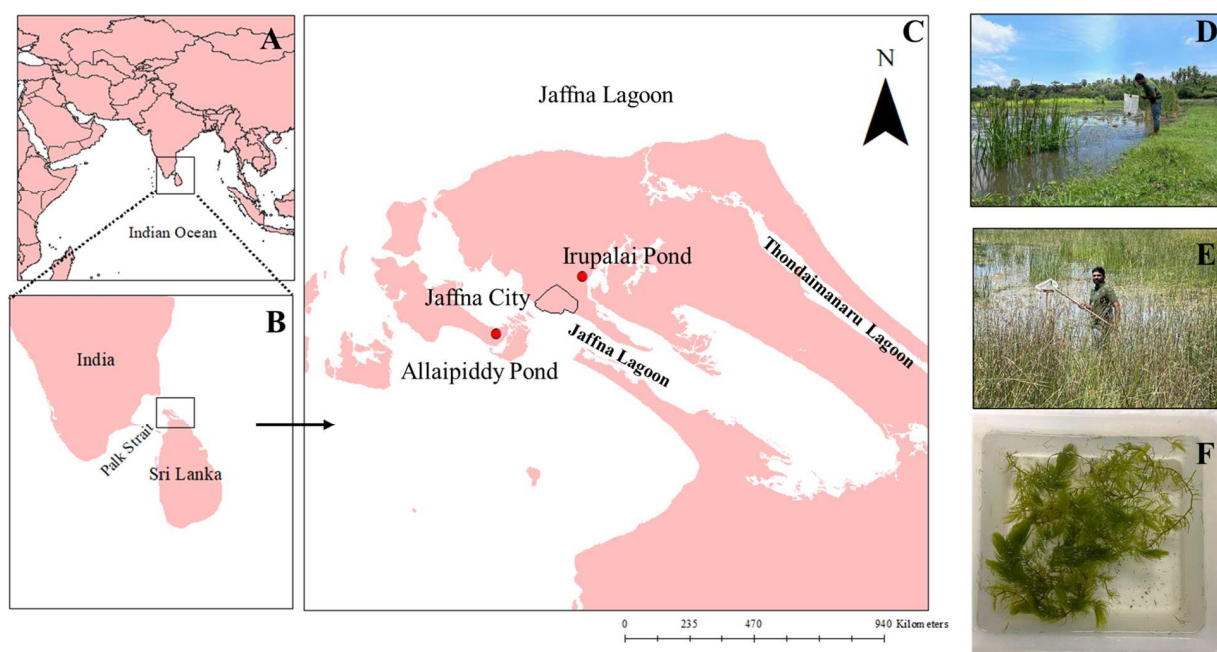 A
Indian Ocean
B
India
Palk Strait
Sri Lanka
C
N
Jaffna Lagoon
Irupalai Pond
Jaffna City
Allaipiddy Pond
Jaffna Lagoon
Thondaimanaru Lagoon
0 235 470 940 Kilometers
D
E
F